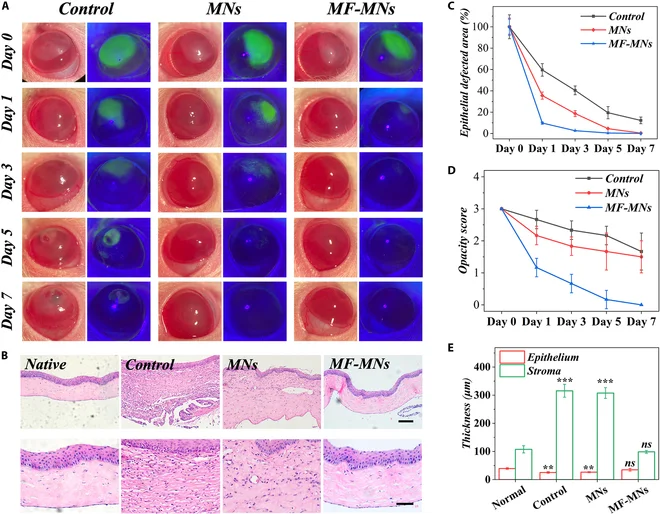 A
Control
MNs
MF-MNs
Day 0
Day 1
Day 3
Day 5
Day 7
B
Native
Control
MNs
MF-MNs
C
Epithelial defected area (%)
120
100
80
60
40
20
0
Control
MNs
MF-MNs
Day 0 Day 1 Day 3 Day 5 Day 7
D
Opacity score
4
3
2
1
0
Control
MNs
MF-MNs
Day 0 Day 1 Day 3 Day 5 Day 7
E
Thickness (μm)
400
300
200
100
0
Epithelium
Stroma
*** ***
** ** ns ns
Normal Control MNs MF-MNs